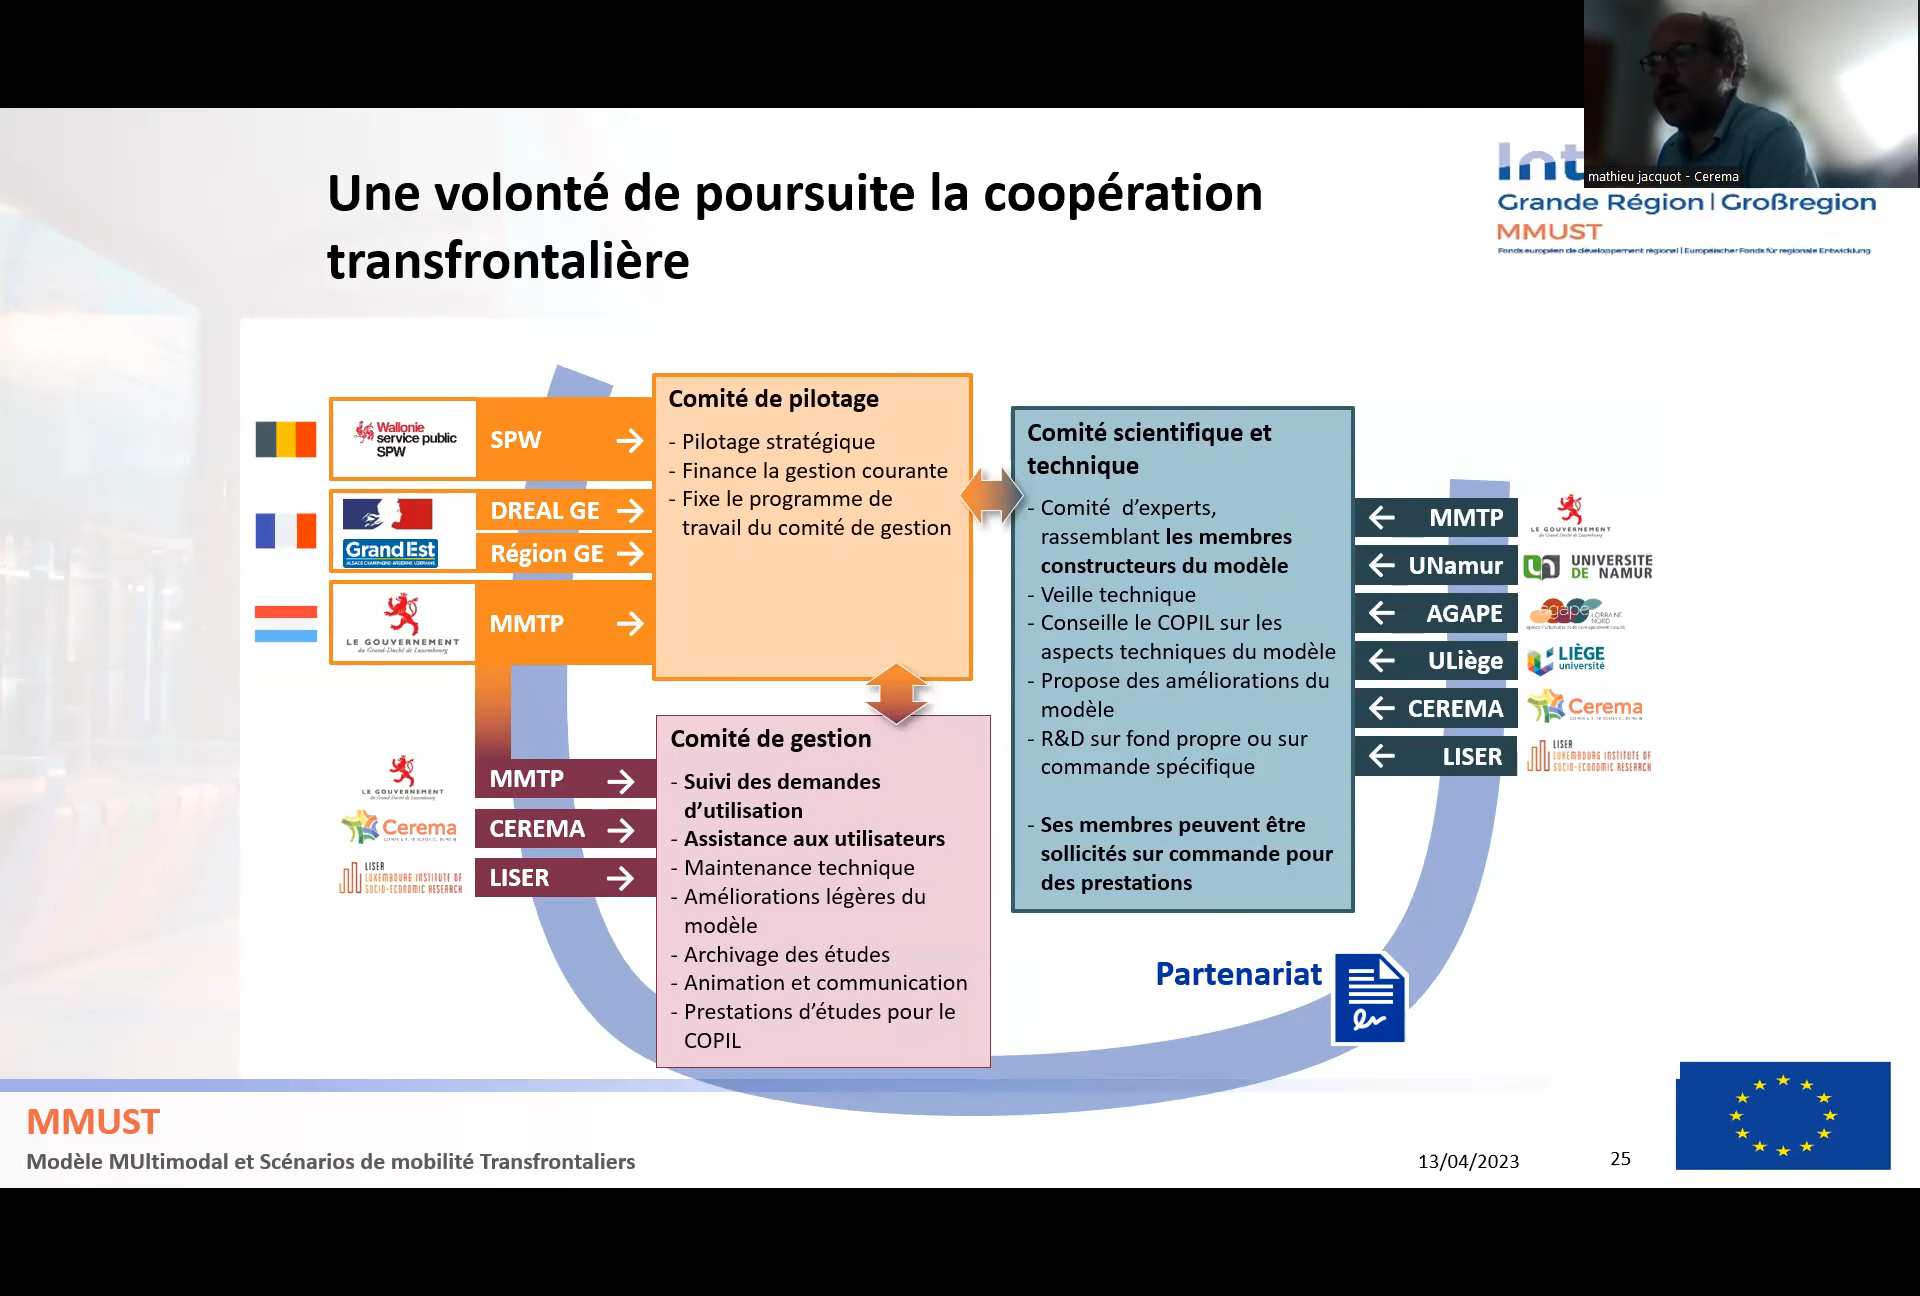 mathieu jacquot - Cerema
Une volonté de poursuite la coopération
transfrontalière
Int
Grande Région | Großregion
MMUST
Fonds européen de développement régional | Europäischer Fonds für regionale Entwicklung
Wallonie
service public
SPW
SPW
DREAL GE
GrandEst
ALSACE CHAMPAGNE-ARDENNE LORRAINE
Région GE
LE GOUVERNEMENT
du Grand-Duché de Luxembourg
MMTP
Comité de pilotage
- Pilotage stratégique
- Finance la gestion courante
- Fixe le programme de
travail du comité de gestion
LE GOUVERNEMENT
du Grand-Duché de Luxembourg
MMTP
Cerema
CEREMA
LISER
LUXEMBOURG INSTITUTE OF
SOCIO-ECONOMIC RESEARCH
LISER
Comité de gestion
- Suivi des demandes
d’utilisation
- Assistance aux utilisateurs
- Maintenance technique
- Améliorations légères du
modèle
- Archivage des études
- Animation et communication
- Prestations d’études pour le
COPIL
Comité scientifique et
technique
- Comité d’experts,
rassemblant les membres
constructeurs du modèle
- Veille technique
- Conseille le COPIL sur les
aspects techniques du modèle
- Propose des améliorations du
modèle
- R&D sur fond propre ou sur
commande spécifique
- Ses membres peuvent être
sollicités sur commande pour
des prestations
MMTP
LE GOUVERNEMENT
du Grand-Duché de Luxembourg
UNamur
UNIVERSITE
DE NAMUR
AGAPE
agape LORRAINE
NORD
ULiège
LIÈGE
université
CEREMA
Cerema
LISER
LISER
LUXEMBOURG INSTITUTE OF
SOCIO-ECONOMIC RESEARCH
Partenariat
MMUST
Modèle MUltimodal et Scénarios de mobilité Transfrontaliers
13/04/2023
25